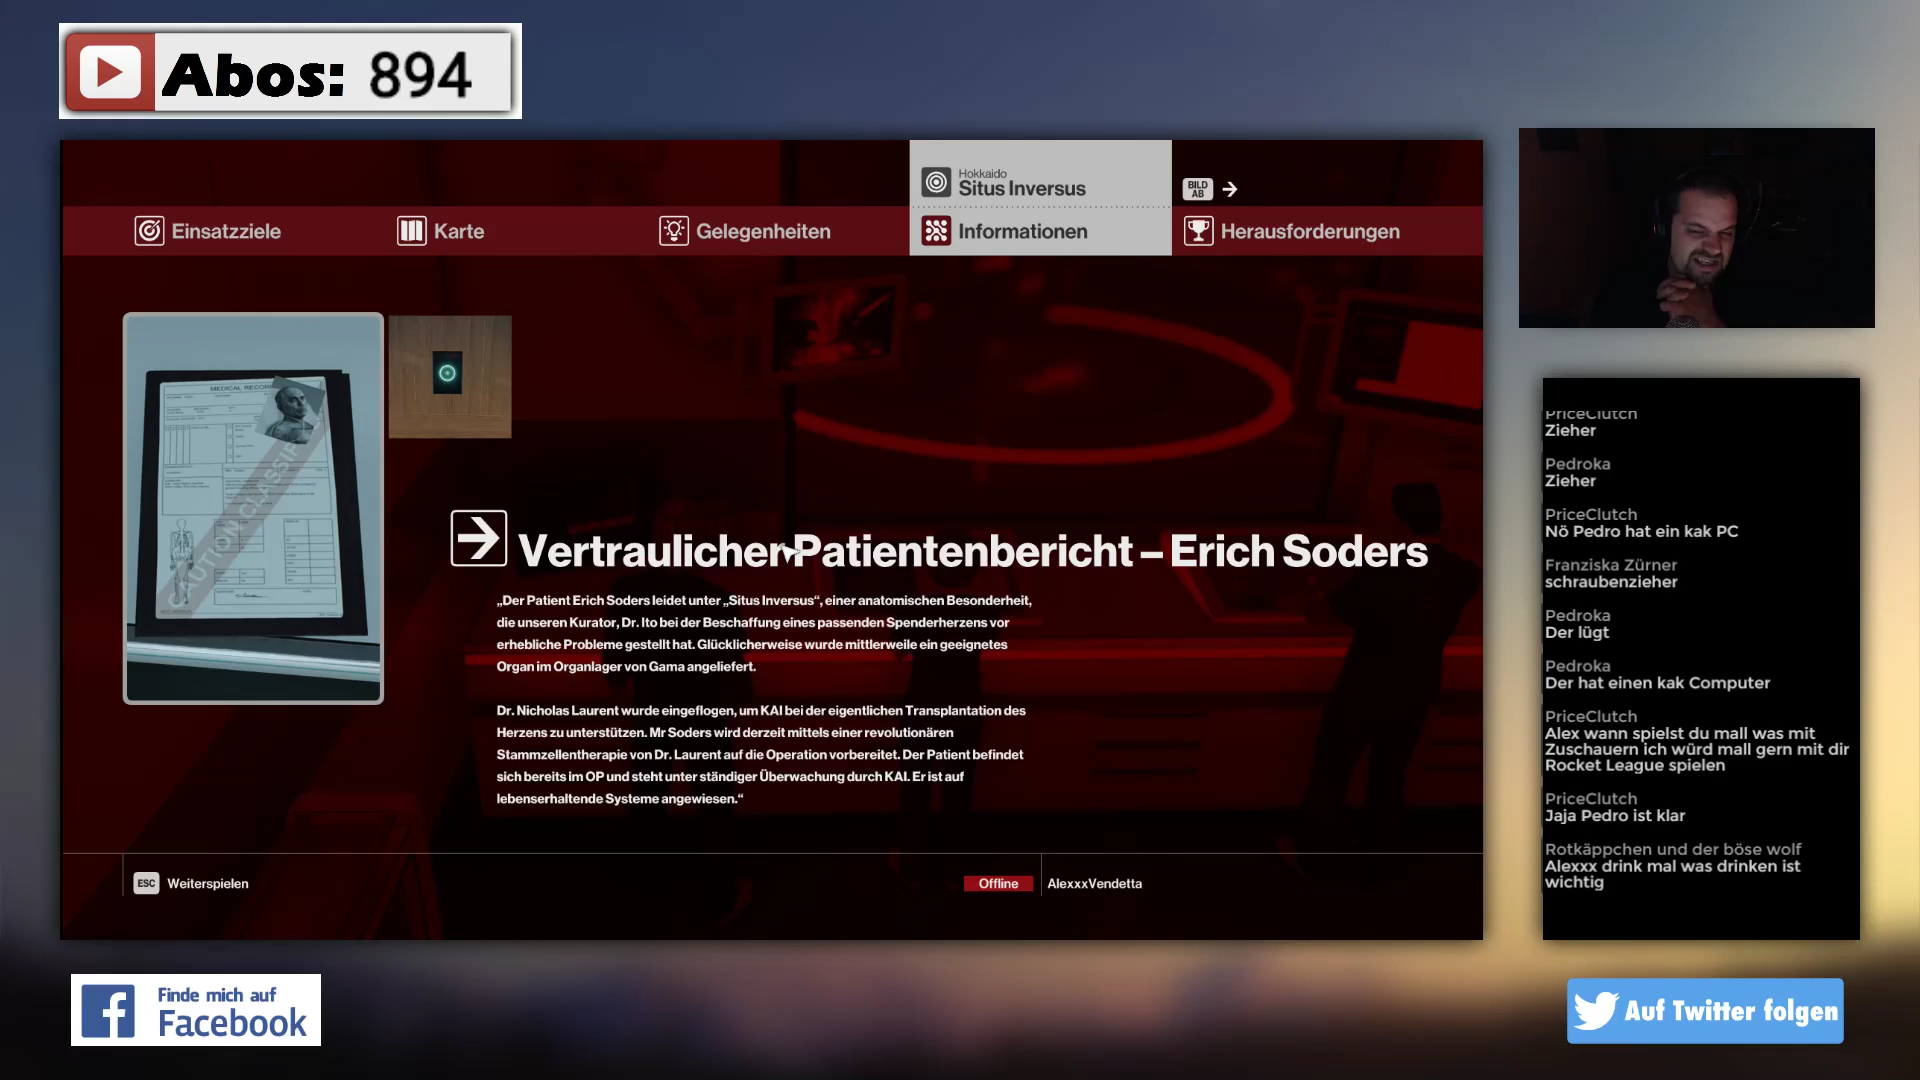 Abos: 894
Hokkaido
Situs Inversus
BILD
AB
Einsatzziele
Karte
Gelegenheiten
Informationen
Herausforderungen
MEDICAL RECORD
CAUTION CLASSIFI
Vertraulicher Patientenbericht – Erich Soders
„Der Patient Erich Soders leidet unter „Situs Inversus“, einer anatomischen Besonderheit,
die unseren Kurator, Dr. Ito bei der Beschaffung eines passenden Spenderherzens vor
erhebliche Probleme gestellt hat. Glücklicherweise wurde mittlerweile ein geeignetes
Organ im Organlager von Gama angeliefert.
Dr. Nicholas Laurent wurde eingeflogen, um KAI bei der eigentlichen Transplantation des
Herzens zu unterstützen. Mr Soders wird derzeit mittels einer revolutionären
Stammzellentherapie von Dr. Laurent auf die Operation vorbereitet. Der Patient befindet
sich bereits im OP und steht unter ständiger Überwachung durch KAI. Er ist auf
lebenserhaltende Systeme angewiesen.“
ESC Weiterspielen
Offline
AlexxxVendetta
PriceClutch
Zieher
Pedroka
Zieher
PriceClutch
Nö Pedro hat ein kak PC
Franziska Zürner
schraubenzieher
Pedroka
Der lügt
Pedroka
Der hat einen kak Computer
PriceClutch
Alex wann spielst du mall was mit
Zuschauern ich würd mall gern mit dir
Rocket League spielen
PriceClutch
Jaja Pedro ist klar
Rotkäppchen und der böse wolf
Alexxx drink mal was drinken ist
wichtig
Finde mich auf
Facebook
Auf Twitter folgen